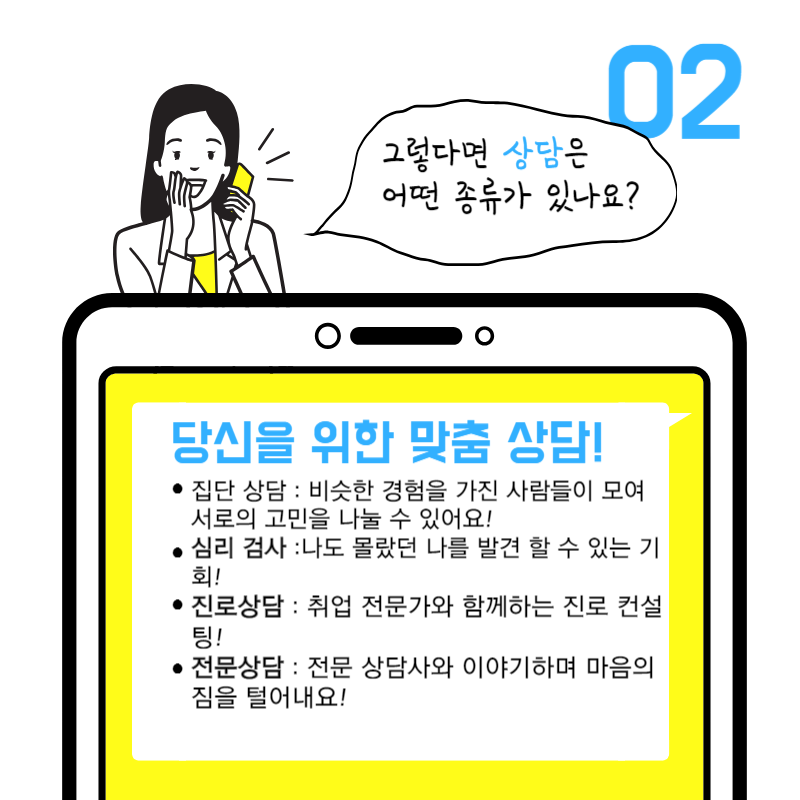 02
그렇다면 상담은
어떤 종류가 있나요?
당신을 위한 맞춤 상담!
• 집단 상담 : 비슷한 경험을 가진 사람들이 모여
서로의 고민을 나눌 수 있어요!
• 심리 검사 :나도 몰랐던 나를 발견 할 수 있는 기
회!
• 진로상담 : 취업 전문가와 함께하는 진로 컨설
팅!
• 전문상담 : 전문 상담사와 이야기하며 마음의
짐을 털어내요!